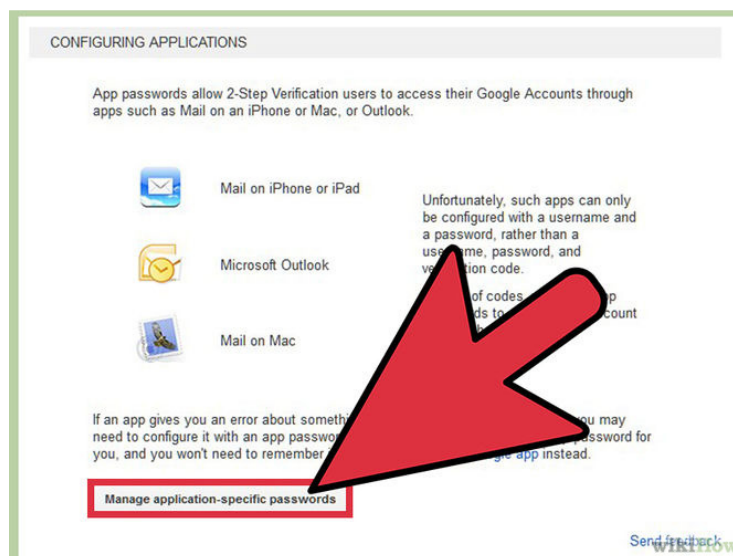 CONFIGURING APPLICATIONS
App passwords allow 2-Step Verification users to access their Google Accounts through
apps such as Mail on an iPhone or Mac, or Outlook.
Mail on iPhone or iPad
Microsoft Outlook
Mail on Mac
Unfortunately, such apps can only
be configured with a username and
a password, rather than a
username, password, and
verification code.
of codes,
to
If an app gives you an error about you may
need to configure it with an app password for
you, and you won't need to remember app instead.
Manage application-specific passwords
Send feedback
wikiHow